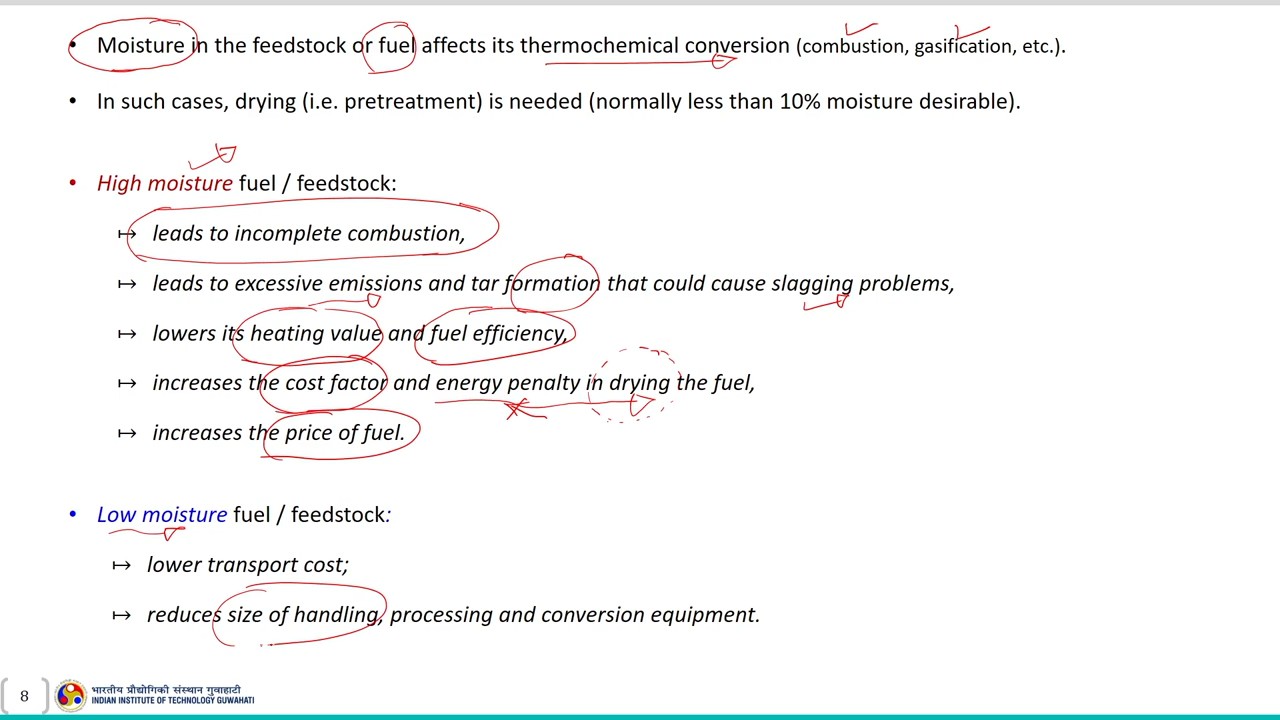 • Moisture in the feedstock or fuel affects its thermochemical conversion (combustion, gasification, etc.).
• In such cases, drying (i.e. pretreatment) is needed (normally less than 10% moisture desirable).
• High moisture fuel / feedstock:
↦ leads to incomplete combustion,
↦ leads to excessive emissions and tar formation that could cause slagging problems,
↦ lowers its heating value and fuel efficiency,
↦ increases the cost factor and energy penalty in drying the fuel,
↦ increases the price of fuel.
• Low moisture fuel / feedstock:
↦ lower transport cost;
↦ reduces size of handling, processing and conversion equipment.
8
भारतीय प्रौद्योगिकी संस्थान गुवाहाटी
INDIAN INSTITUTE OF TECHNOLOGY GUWAHATI